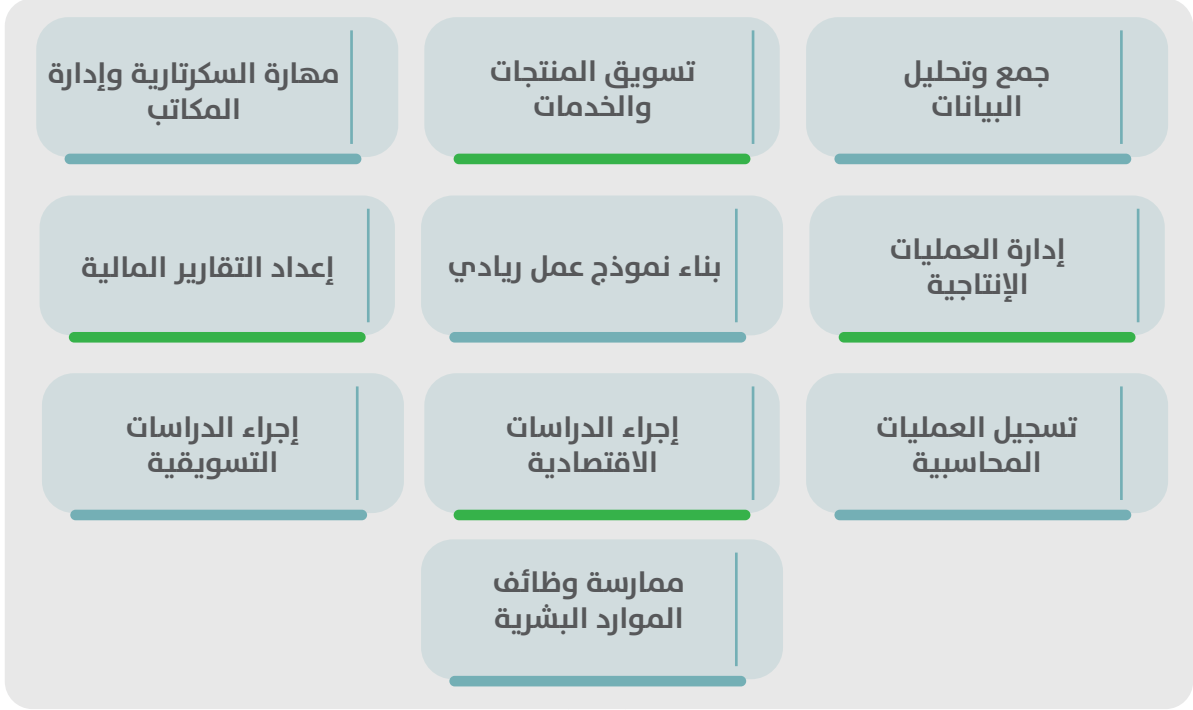 جمع وتحليل
البيانات
تسويق المنتجات
والخدمات
مهارة السكرتارية وإدارة
المكاتب
إدارة العمليات
الإنتاجية
بناء نموذج عمل ريادي
إعداد التقارير المالية
تسجيل العمليات
المحاسبية
إجراء الدراسات
الاقتصادية
إجراء الدراسات
التسويقية
ممارسة وظائف
الموارد البشرية